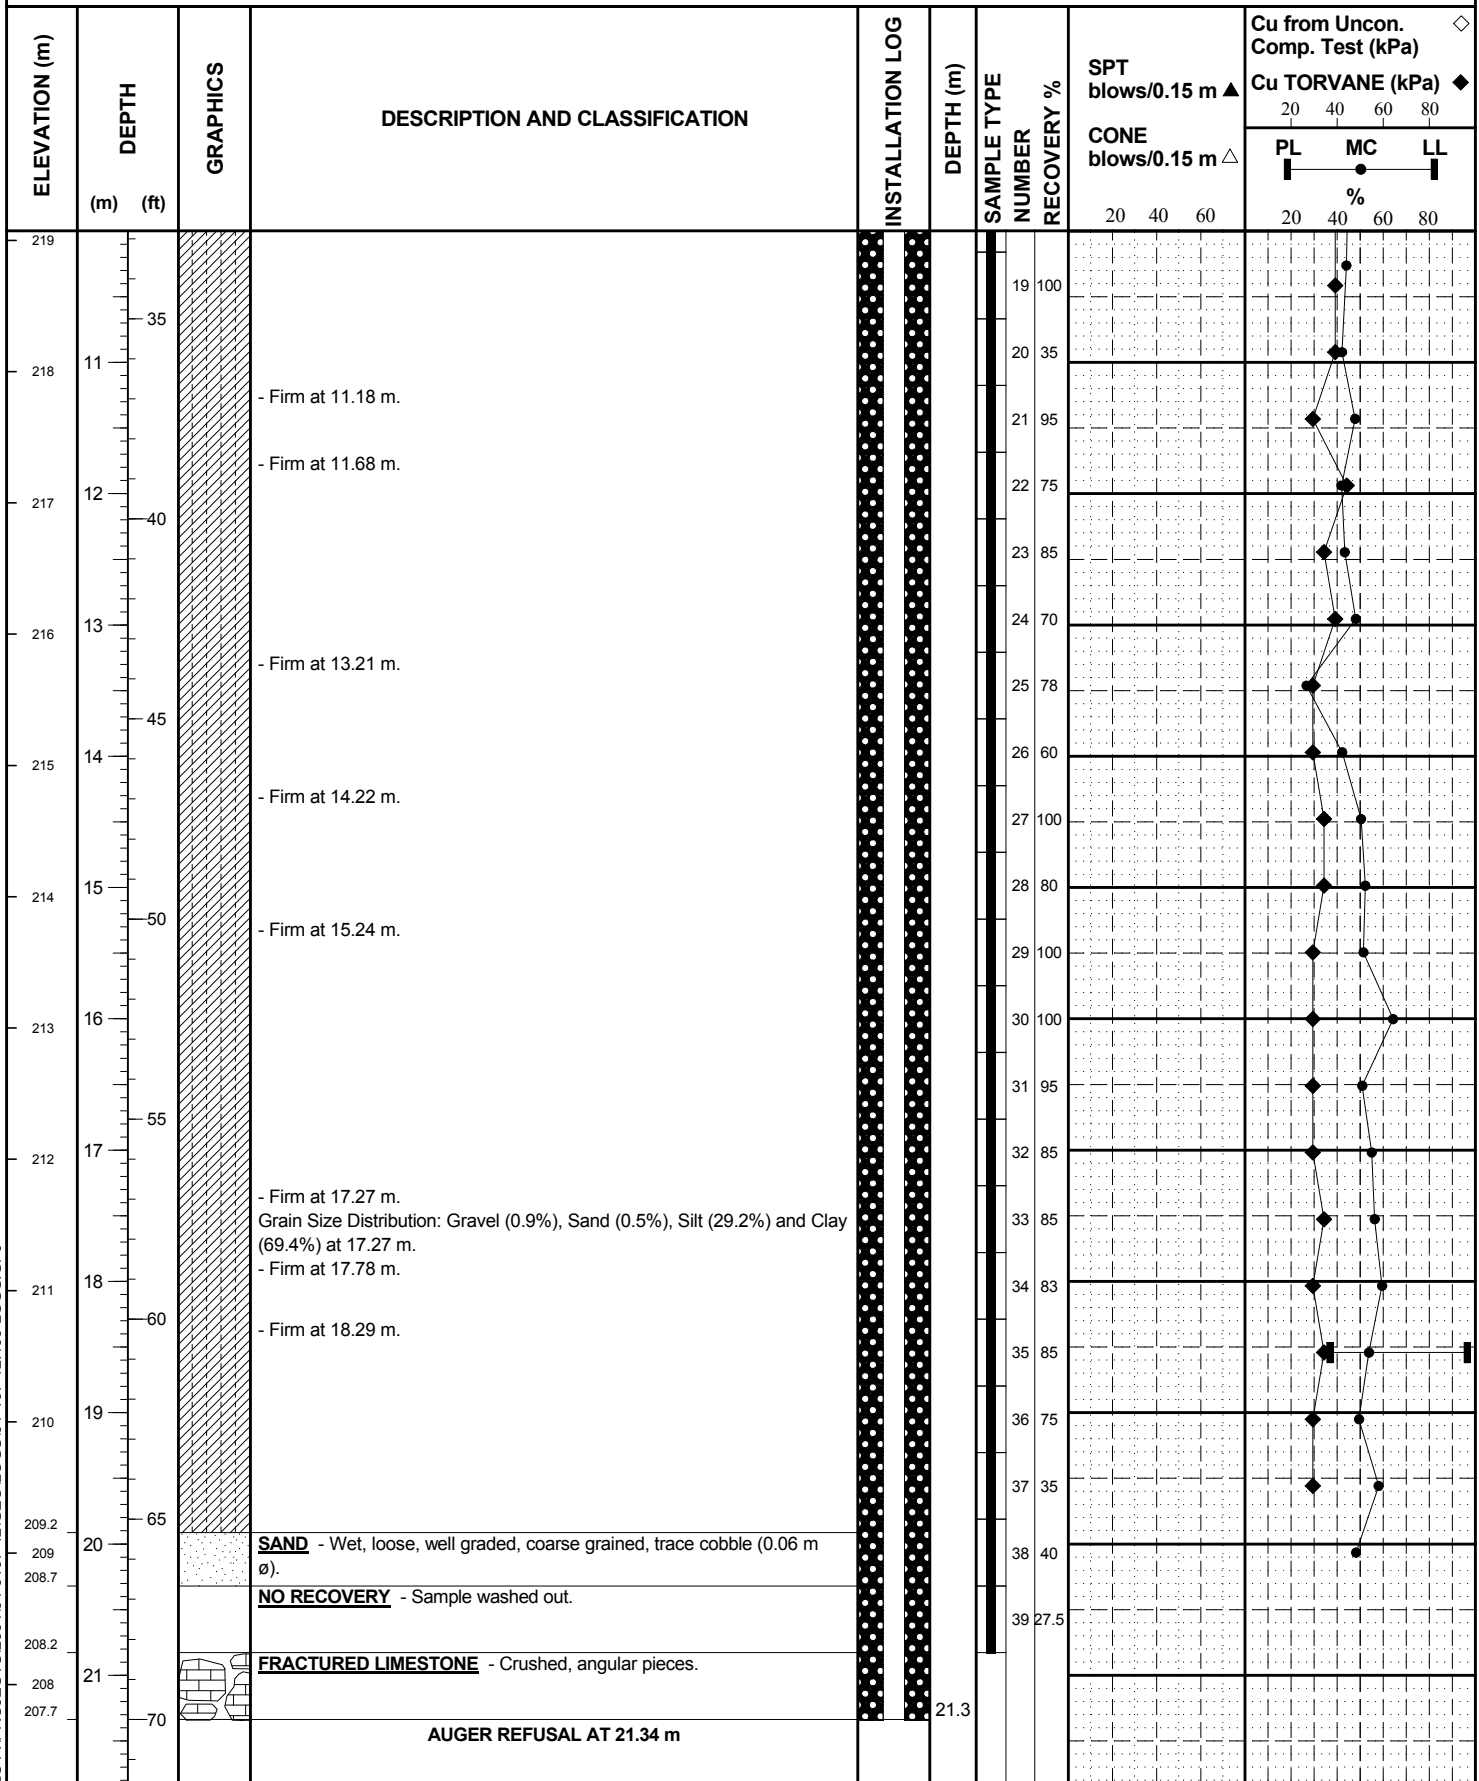 ELEVATION (m)
DEPTH
(m) (ft)
GRAPHICS
DESCRIPTION AND CLASSIFICATION
INSTALLATION LOG
DEPTH (m)
SAMPLE TYPE
NUMBER
RECOVERY %
SPT
blows/0.15 m ▲
CONE
blows/0.15 m △
20 40 60
Cu from Uncon. ◇
Comp. Test (kPa)
Cu TORVANE (kPa) ◆
20 40 60 80
PL MC LL
%
20 40 60 80
219
19 100
35
20 35
11
218
- Firm at 11.18 m.
21 95
- Firm at 11.68 m.
22 75
12
217
40
23 85
24 70
13
216
- Firm at 13.21 m.
25 78
45
26 60
14
215
- Firm at 14.22 m.
27 100
28 80
15
214
50
- Firm at 15.24 m.
29 100
16
30 100
213
31 95
55
17
32 85
212
- Firm at 17.27 m.
Grain Size Distribution: Gravel (0.9%), Sand (0.5%), Silt (29.2%) and Clay
33 85
(69.4%) at 17.27 m.
- Firm at 17.78 m.
18
34 83
211
60
- Firm at 18.29 m.
35 85
19
36 75
210
37 35
65
209.2
SAND - Wet, loose, well graded, coarse grained, trace cobble (0.06 m
20
209
38 40
ø).
208.7
NO RECOVERY - Sample washed out.
39 27.5
208.2
FRACTURED LIMESTONE - Crushed, angular pieces.
21
208
207.7
21.3
70
AUGER REFUSAL AT 21.34 m